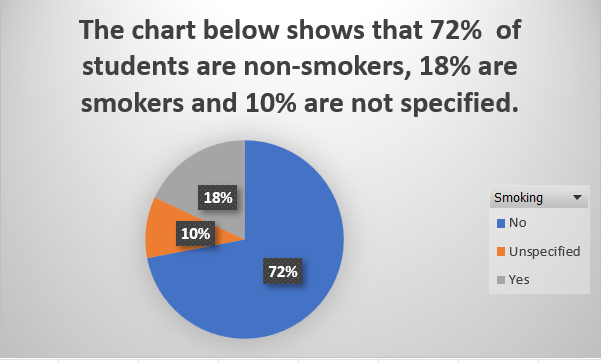 The chart below shows that 72% of
students are non-smokers, 18% are
smokers and 10% are not specified.
18%
10%
72%
Smoking
No
Unspecified
Yes